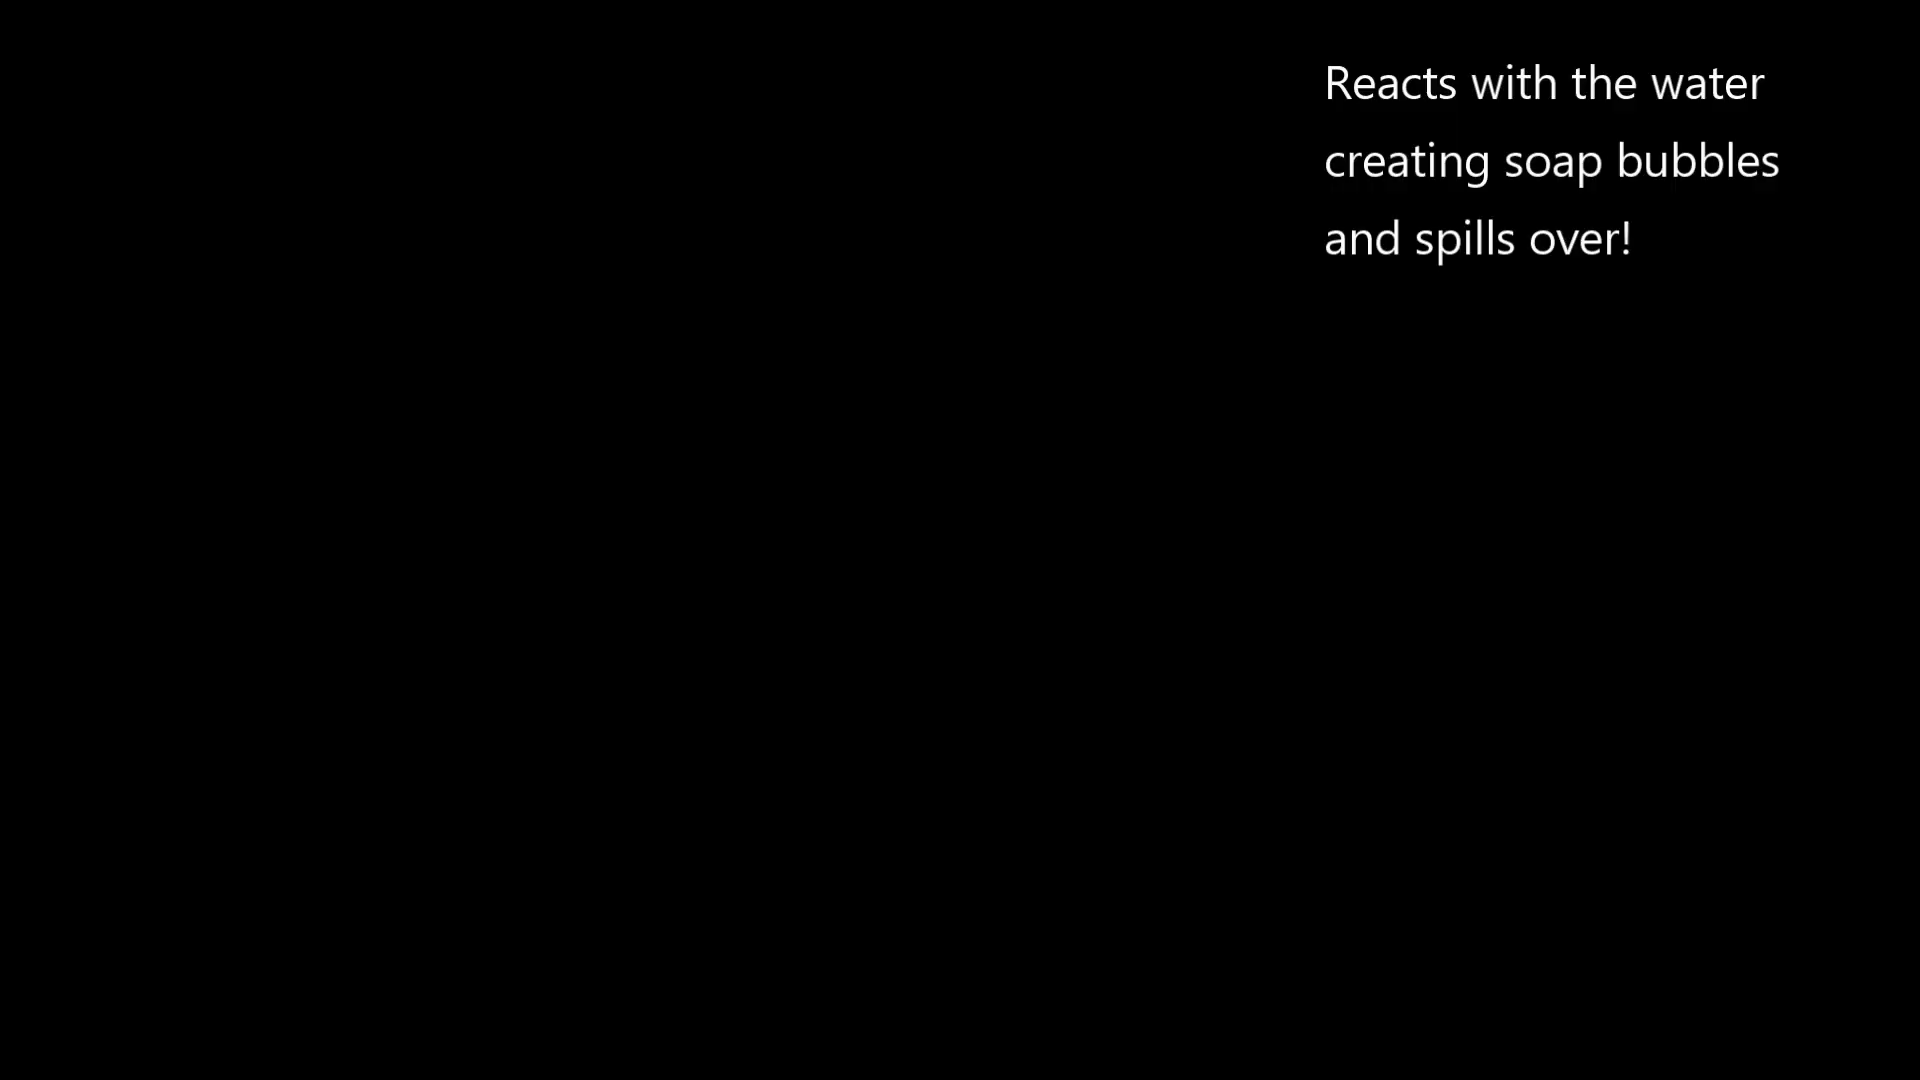 Reacts with the water
creating soap bubbles
and spills over!